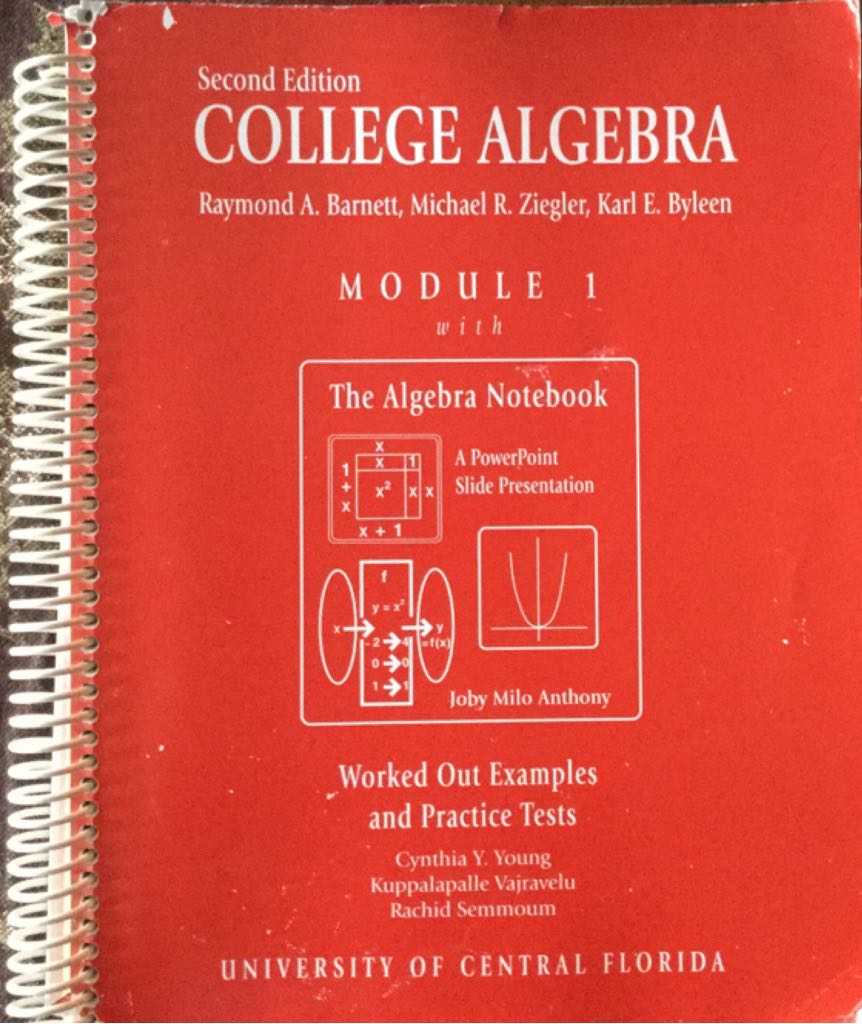 Second Edition
COLLEGE ALGEBRA
Raymond A. Barnett, Michael R. Ziegler, Karl E. Byleen
MODULE 1
with
The Algebra Notebook
A PowerPoint
Slide Presentation
x
x 1
1
+
x
x² x x
x + 1
f
y = x²
x y
-2 4 =f(x)
0 0
1 1
Joby Milo Anthony
Worked Out Examples
and Practice Tests
Cynthia Y. Young
Kuppalapalle Vajravelu
Rachid Semmoum
UNIVERSITY OF CENTRAL FLORIDA